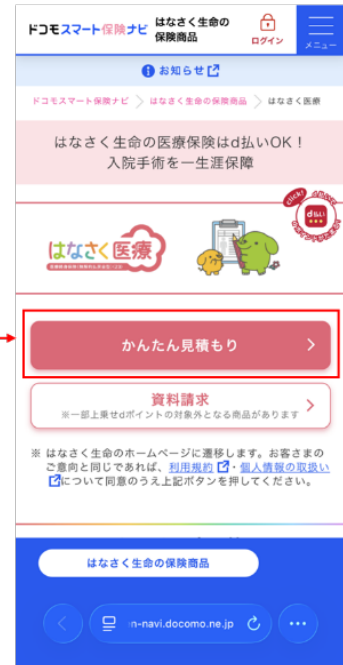 ドコモスマート保険ナビ はなさく生命の保険商品 ログイン メニュー
お知らせ
ドコモスマート保険ナビ > はなさく生命の保険商品 > はなさく医療
はなさく生命の医療保険はd払いOK！
入院手術を一生涯保障
click!
d払い
はなさく医療
かんたん見積もり
資料請求
※一部上乗せdポイントの対象外となる商品があります
※ はなさく生命のホームページに遷移します。お客さまの
ご意向と同じであれば、利用規約・個人情報の取扱い
について同意のうえ上記ボタンを押してください。
はなさく生命の保険商品
n-navi.docomo.ne.jp